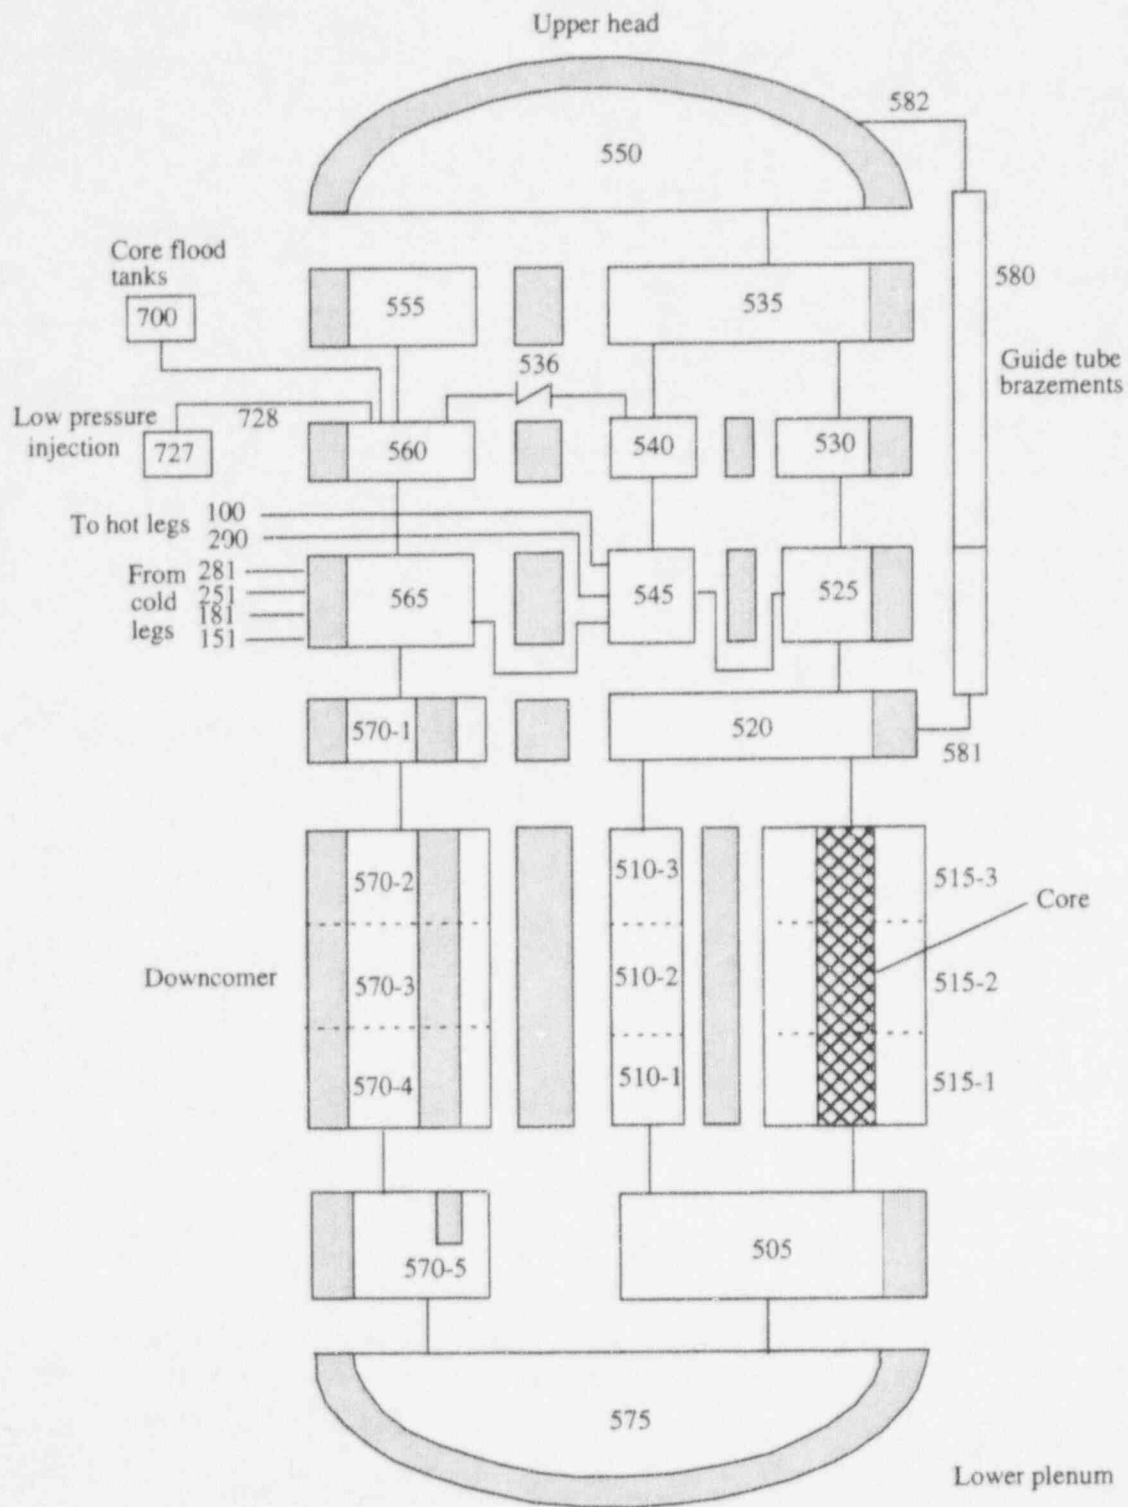 Upper head
582
550
Core flood
tanks
700
555
535
580
536
Guide tube
brazements
Low pressure
injection
728
727
560
540
530
To hot legs
100
200
From
cold
legs
281
251
181
151
565
545
525
570-1
520
581
570-2
510-3
515-3
Core
Downcomer
570-3
510-2
515-2
570-4
510-1
515-1
570-5
505
575
Lower plenum